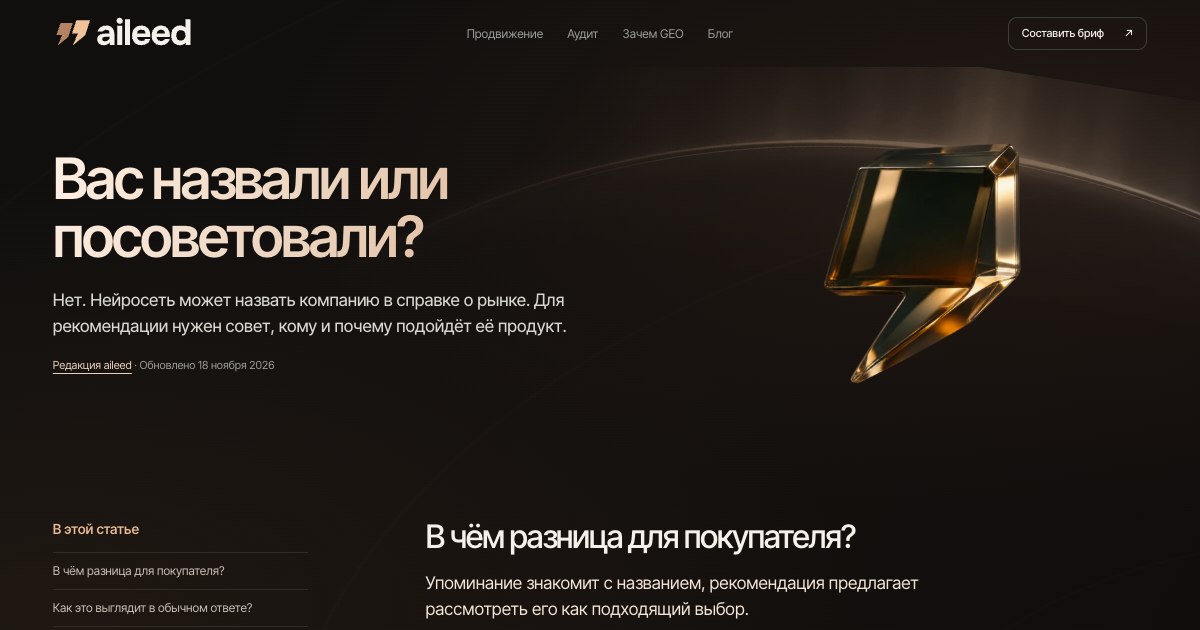 aileed
Продвижение
Аудит
Зачем GEO
Блог
Составить бриф
Вас назвали или
посоветовали?
Нет. Нейросеть может назвать компанию в справке о рынке. Для
рекомендации нужен совет, кому и почему подойдёт её продукт.
Редакция aileed · Обновлено 18 ноября 2026
В этой статье
В чём разница для покупателя?
Как это выглядит в обычном ответе?
В чём разница для покупателя?
Упоминание знакомит с названием, рекомендация предлагает
рассмотреть его как подходящий выбор.